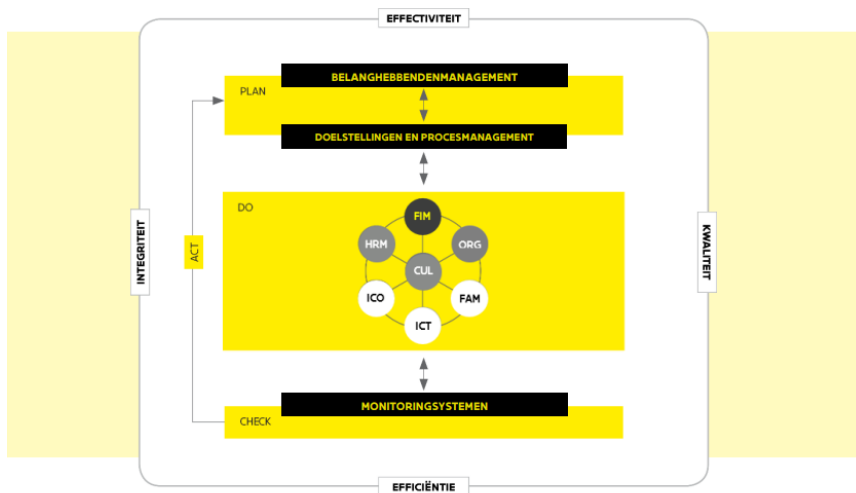 EFFECTIVITEIT
BELANGHEBBENDENMANAGEMENT
PLAN
DOELSTELLINGEN EN PROCESMANAGEMENT
DO
FIM
HRM
ORG
CUL
ICO
FAM
ICT
INTEGRITEIT
ACT
KWALITEIT
MONITORINGSYSTEMEN
CHECK
EFFICIËNTIE